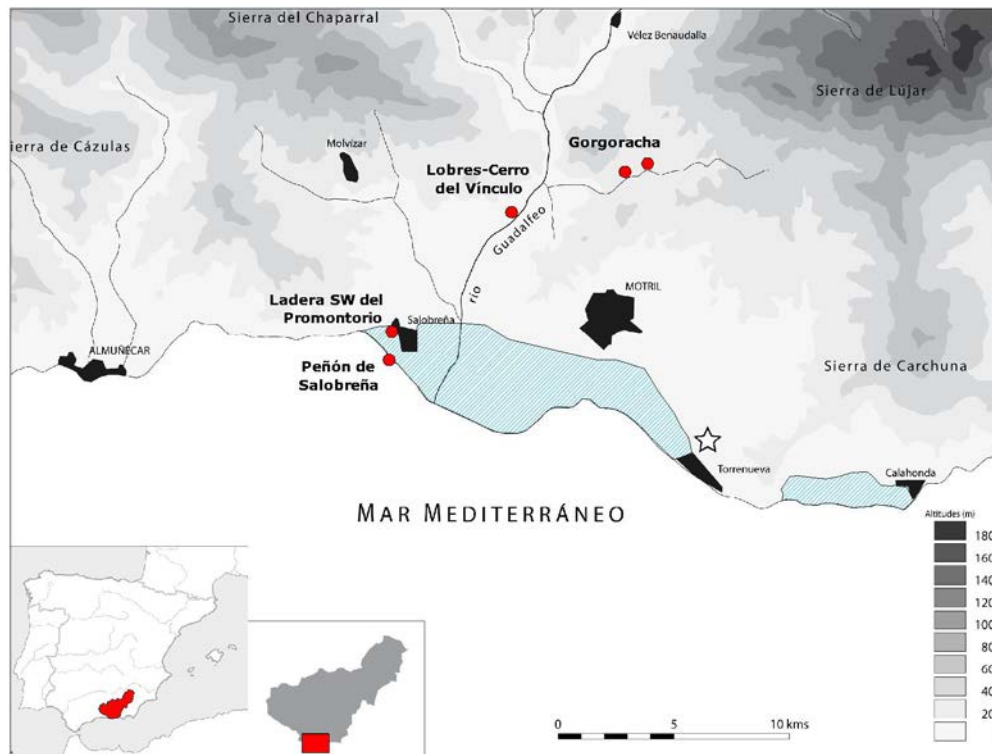 Sierra del Chaparral
Vélez Benaudalla
Sierra de Lújar
ierra de Cázulas
Molvízar
Gorgoracha
Lobres-Cerro
del Vínculo
Guadalfeo
río
MOTRIL
Ladera SW del
Promontorio
Salobreña
ALMUÑECAR
Peñón de
Salobreña
Sierra de Carchuna
Torrenueva
Calahonda
MAR MEDITERRÁNEO
Altitudes (m)
180
160
140
120
100
80
60
40
20
0
5
10 kms